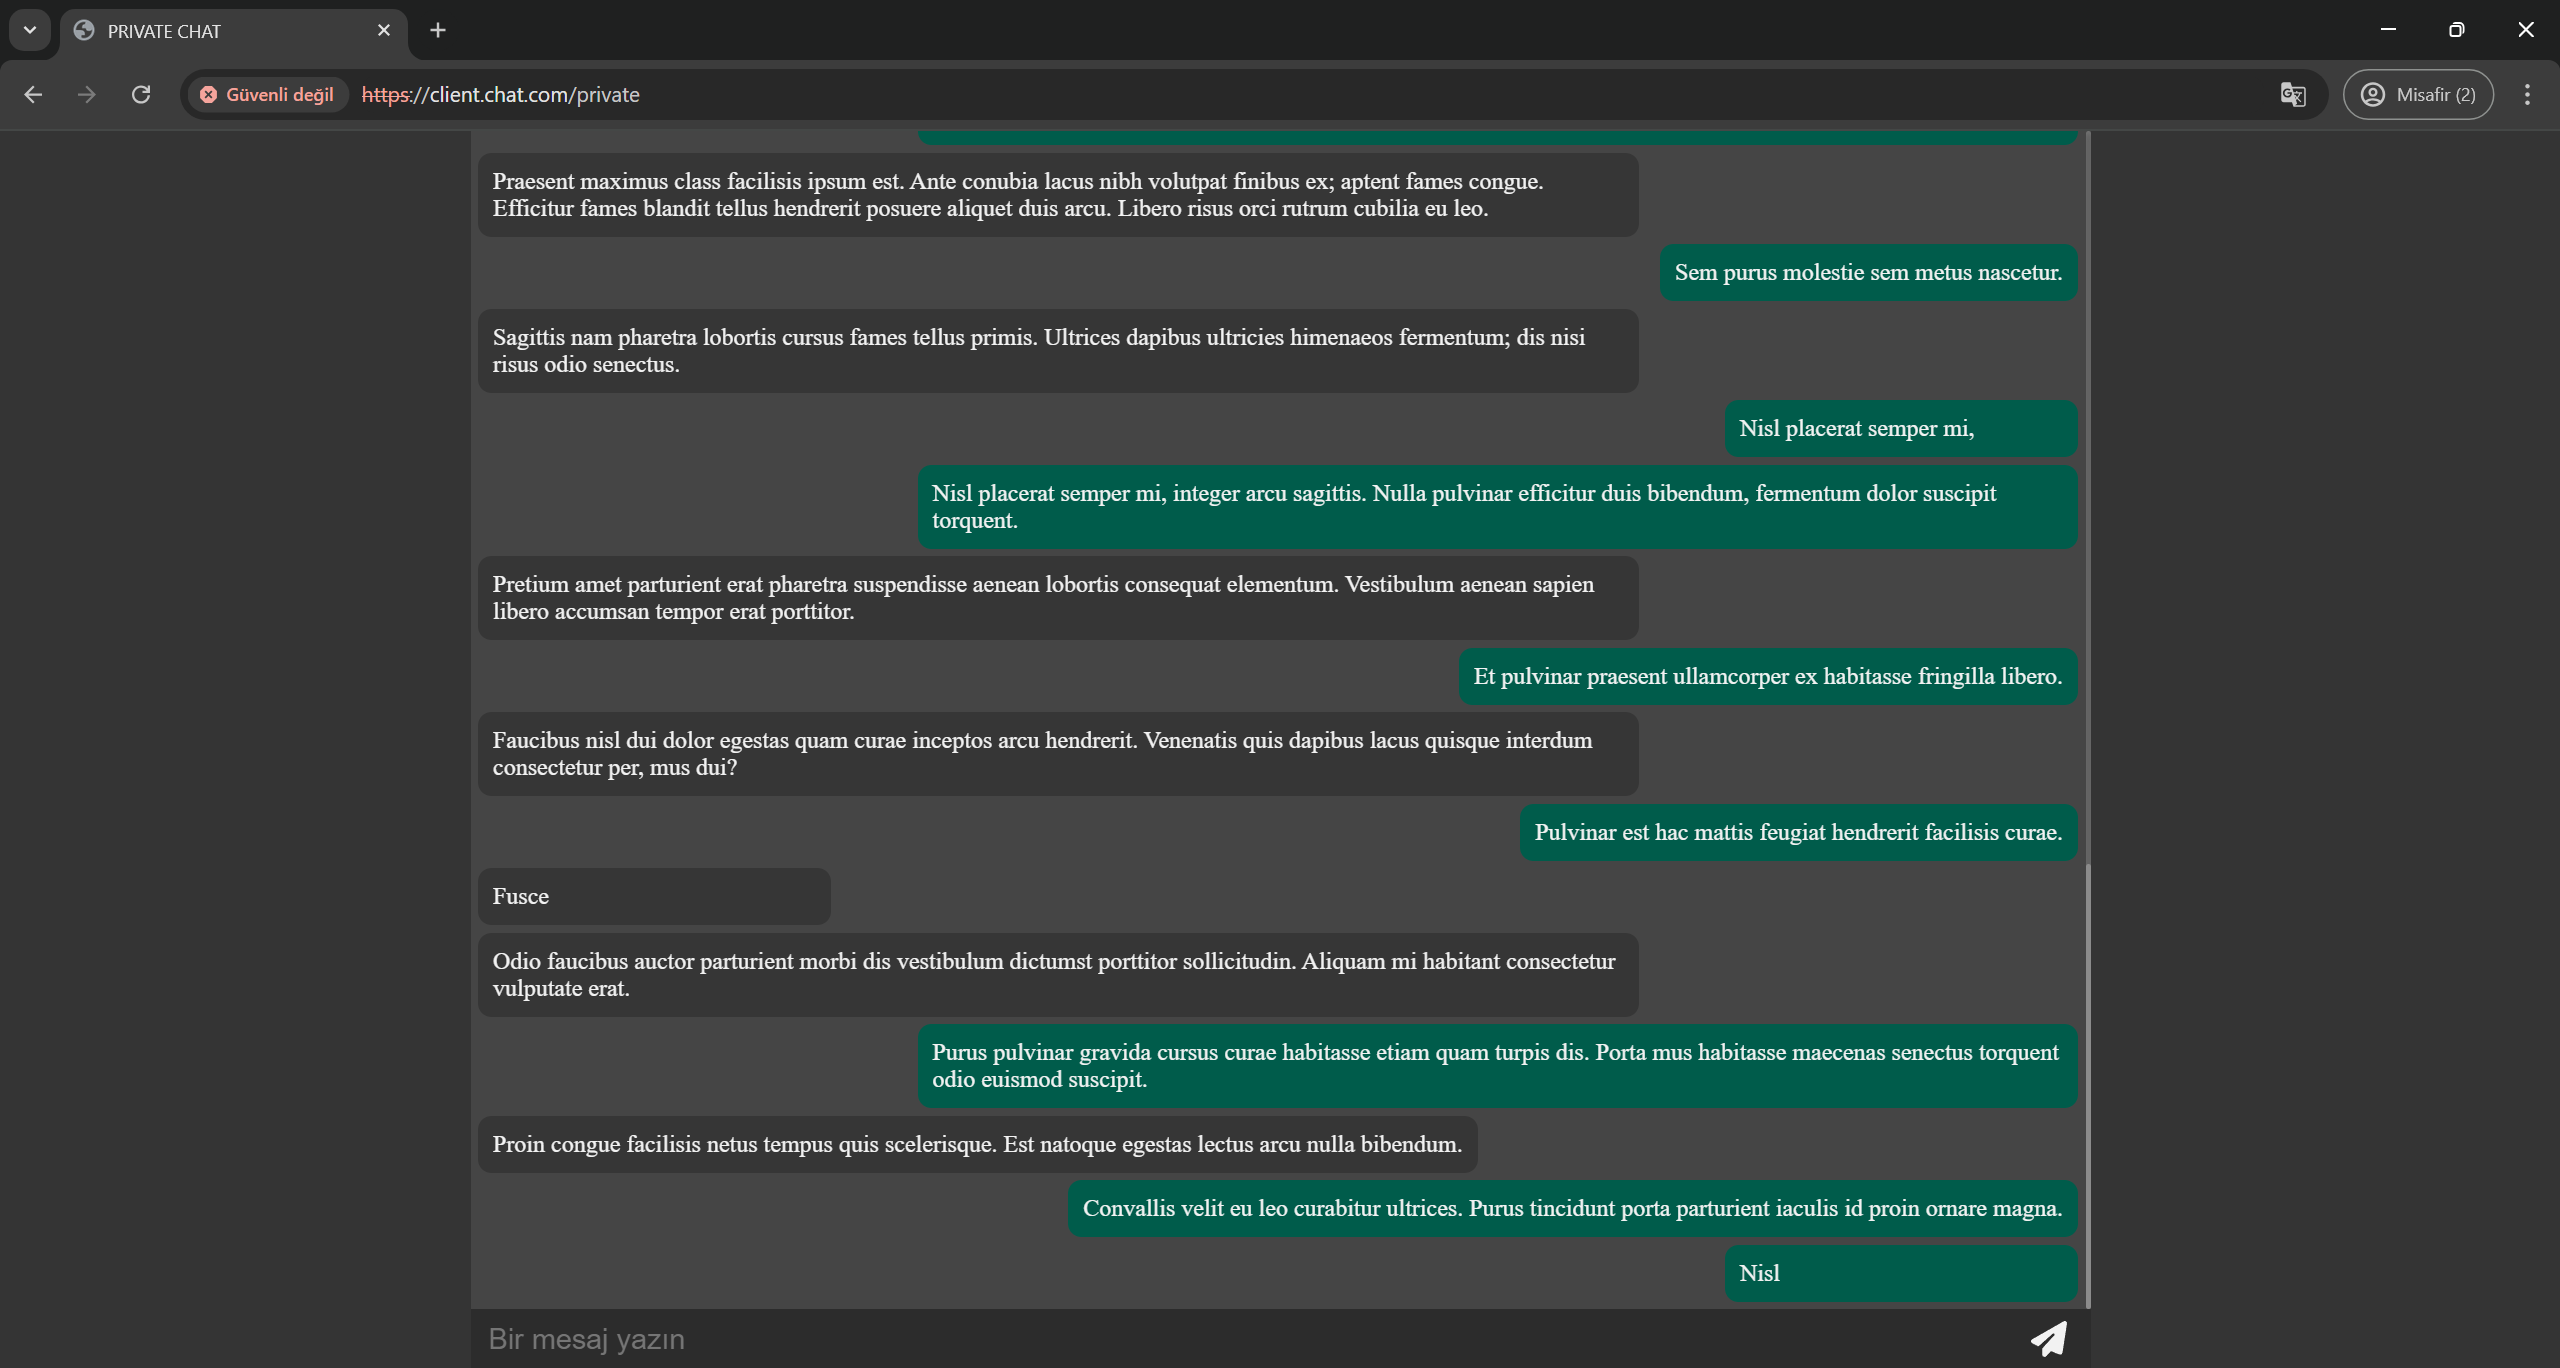 PRIVATE CHAT
Güvenli değil https://client.chat.com/private
Misafir (2)
Praesent maximus class facilisis ipsum est. Ante conubia lacus nibh volutpat finibus ex; aptent fames congue.
Efficitur fames blandit tellus hendrerit posuere aliquet duis arcu. Libero risus orci rutrum cubilia eu leo.
Sem purus molestie sem metus nascetur.
Sagittis nam pharetra lobortis cursus fames tellus primis. Ultrices dapibus ultricies himenaeos fermentum; dis nisi
risus odio senectus.
Nisl placerat semper mi,
Nisl placerat semper mi, integer arcu sagittis. Nulla pulvinar efficitur duis bibendum, fermentum dolor suscipit
torquent.
Pretium amet parturient erat pharetra suspendisse aenean lobortis consequat elementum. Vestibulum aenean sapien
libero accumsan tempor erat porttitor.
Et pulvinar praesent ullamcorper ex habitasse fringilla libero.
Faucibus nisl dui dolor egestas quam curae inceptos arcu hendrerit. Venenatis quis dapibus lacus quisque interdum
consectetur per, mus dui?
Pulvinar est hac mattis feugiat hendrerit facilisis curae.
Fusce
Odio faucibus auctor parturient morbi dis vestibulum dictumst porttitor sollicitudin. Aliquam mi habitant consectetur
vulputate erat.
Purus pulvinar gravida cursus curae habitasse etiam quam turpis dis. Porta mus habitasse maecenas senectus torquent
odio euismod suscipit.
Proin congue facilisis netus tempus quis scelerisque. Est natoque egestas lectus arcu nulla bibendum.
Convallis velit eu leo curabitur ultrices. Purus tincidunt porta parturient iaculis id proin ornare magna.
Nisl
Bir mesaj yazın